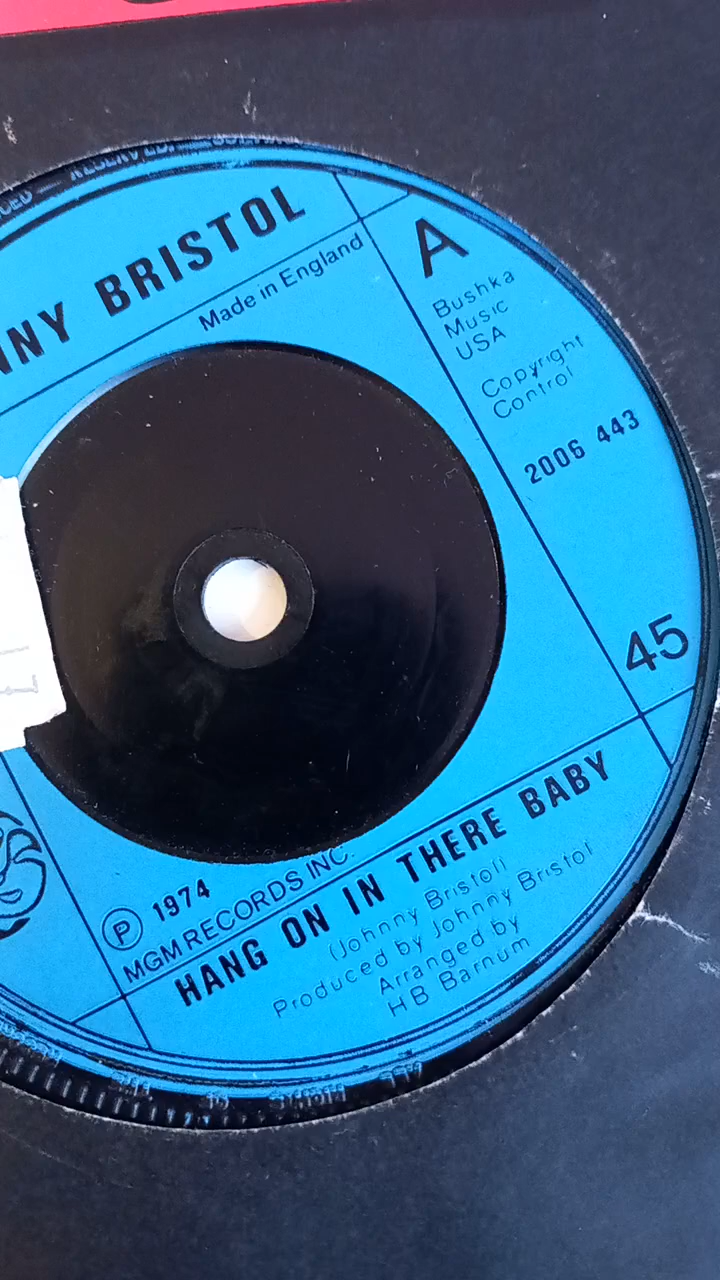 RESERVED.
NNY BRISTOL
Made in England
A
Bushka
Music
USA
Copyright
Control
2006 443
45
P 1974
MGM RECORDS INC.
HANG ON IN THERE BABY
(Johnny Bristol)
Produced by Johnny Bristol
Arranged by
HB Barnum